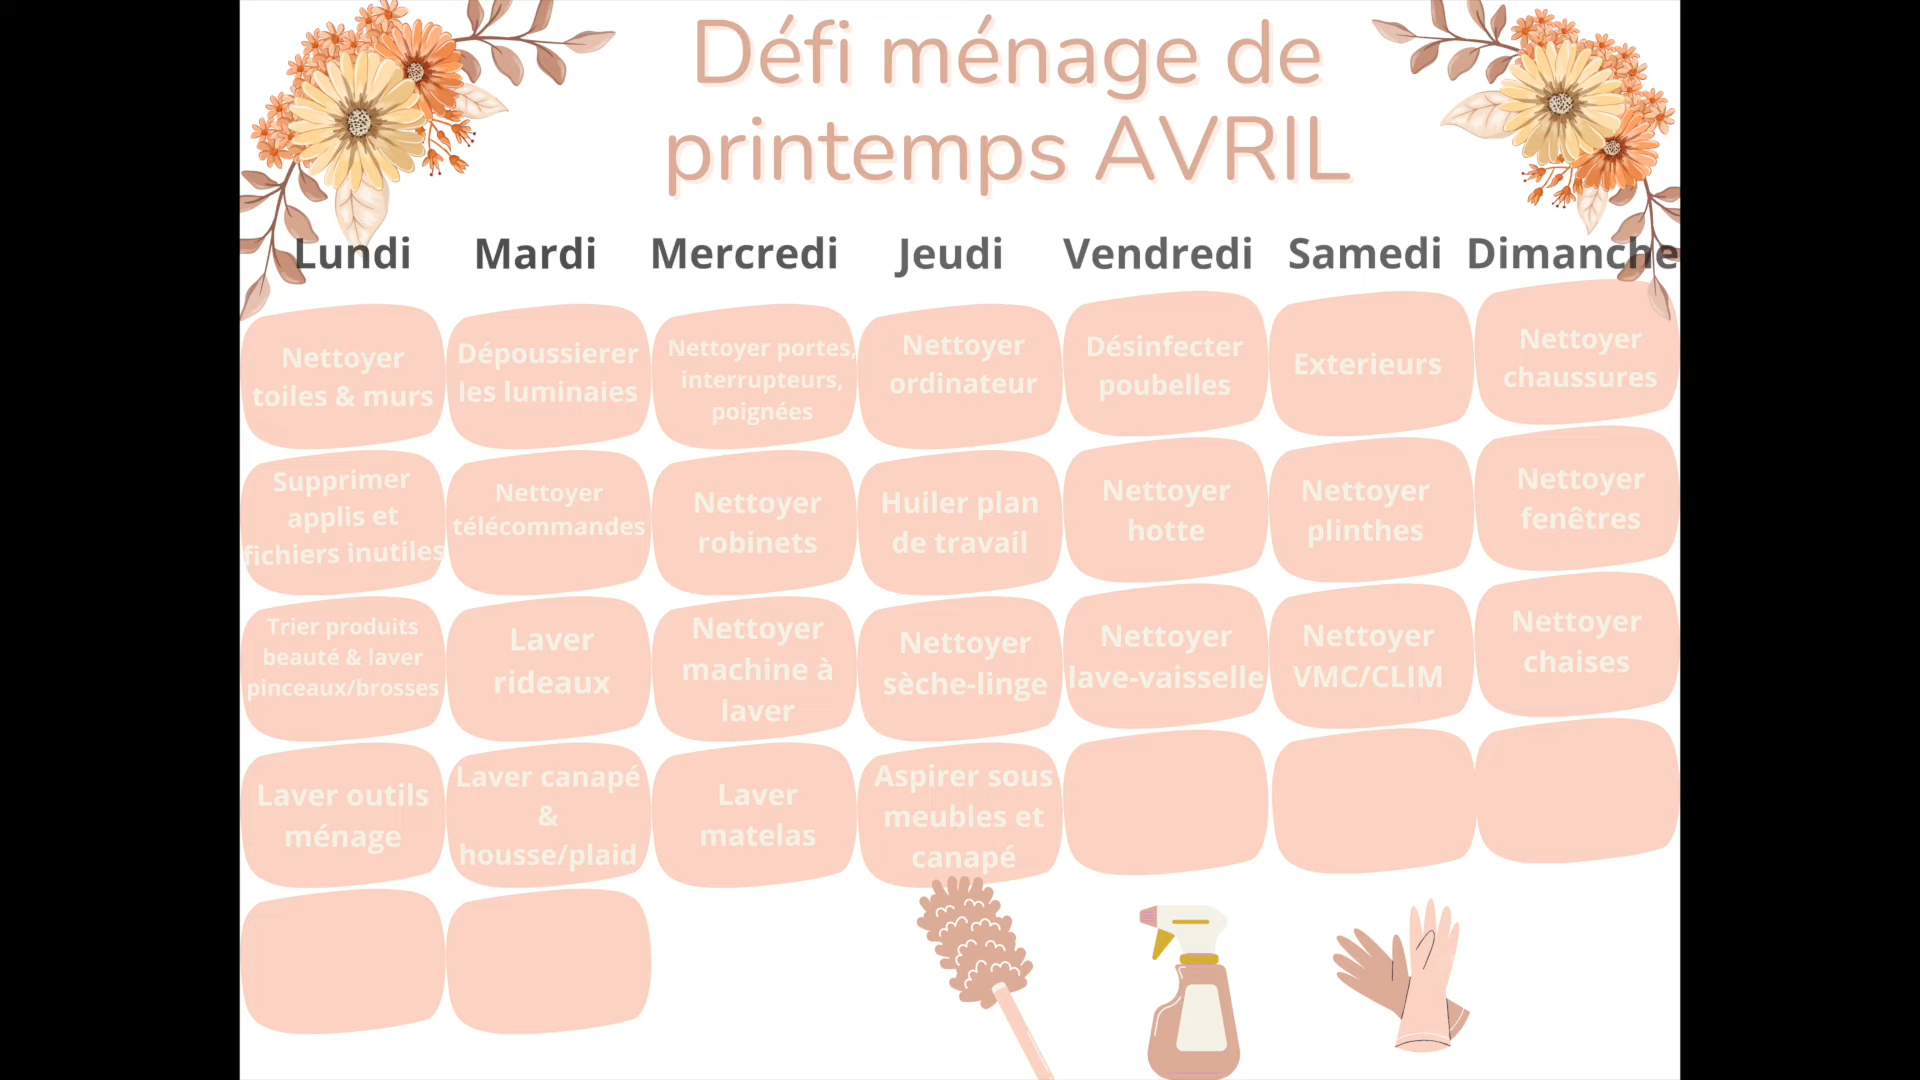 Défi ménage de
printemps AVRIL
Lundi Mardi Mercredi Jeudi Vendredi Samedi Dimanche
Nettoyer
toiles & murs
Dépoussierer
les luminaies
Nettoyer portes,
interrupteurs,
poignées
Nettoyer
ordinateur
Désinfecter
poubelles
Exterieurs
Nettoyer
chaussures
Supprimer
applis et
fichiers inutiles
Nettoyer
télécommandes
Nettoyer
robinets
Huiler plan
de travail
Nettoyer
hotte
Nettoyer
plinthes
Nettoyer
fenêtres
Trier produits
beauté & laver
pinceaux/brosses
Laver
rideaux
Nettoyer
machine à
laver
Nettoyer
sèche-linge
Nettoyer
lave-vaisselle
Nettoyer
VMC/CLIM
Nettoyer
chaises
Laver outils
ménage
Laver canapé
&
housse/plaid
Laver
matelas
Aspirer sous
meubles et
canapé